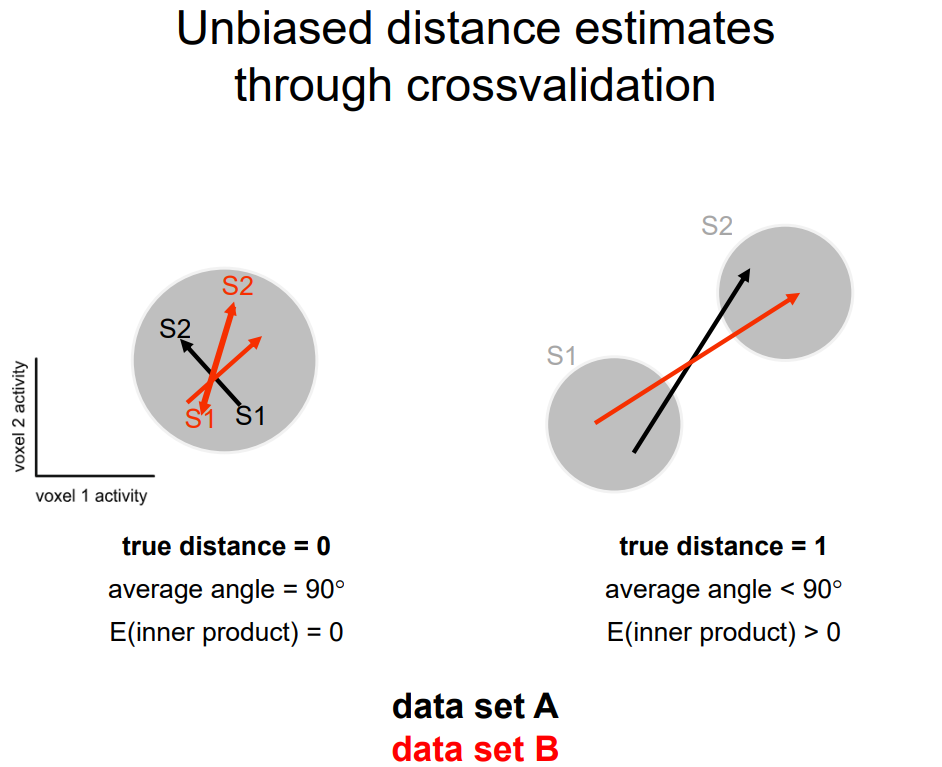 Unbiased distance estimates
through crossvalidation
S2
S2
S1
S1
voxel 2 activity
voxel 1 activity
S2
S1
true distance = 0
average angle = 90°
E(inner product) = 0
true distance = 1
average angle < 90°
E(inner product) > 0
data set A
data set B